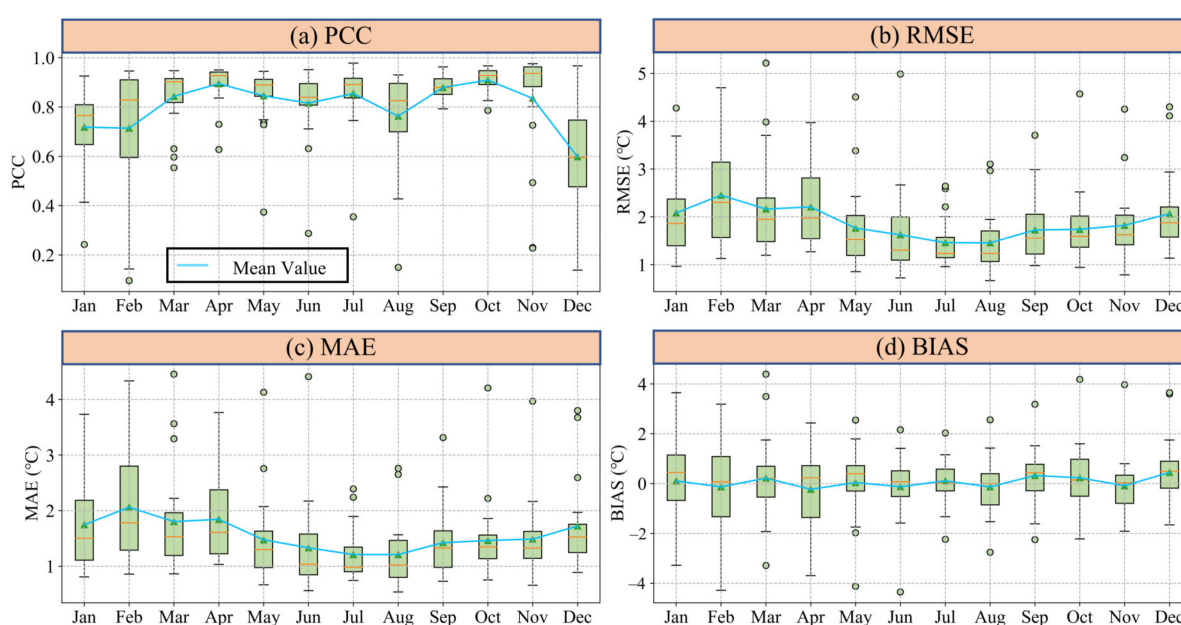 (a) PCC
PCC
1.0
0.8
0.6
0.4
0.2
Mean Value
Jan Feb Mar Apr May Jun Jul Aug Sep Oct Nov Dec
(b) RMSE
RMSE (°C)
5
4
3
2
1
Jan Feb Mar Apr May Jun Jul Aug Sep Oct Nov Dec
(c) MAE
MAE (°C)
4
3
2
1
Jan Feb Mar Apr May Jun Jul Aug Sep Oct Nov Dec
(d) BIAS
BIAS (°C)
4
2
0
−2
−4
Jan Feb Mar Apr May Jun Jul Aug Sep Oct Nov Dec